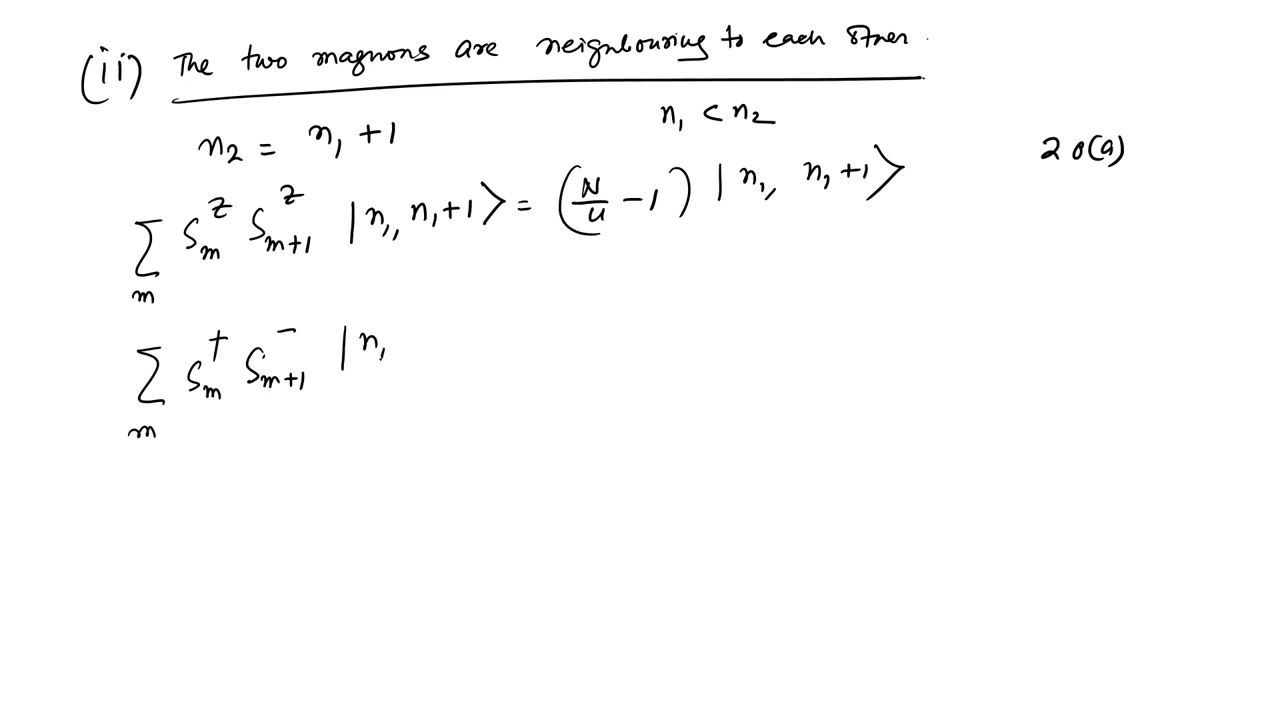 (ii) The two magnons are neighbouring to each other.
n₂ = n₁ + 1 n₁ < n₂
20(a)
∑ₘ Sₘᶻ Sₘ₊₁ᶻ |n₁, n₁+1⟩ = (N/4 − 1) |n₁, n₁+1⟩
∑ₘ Sₘ⁺ Sₘ₊₁⁻ |n₁